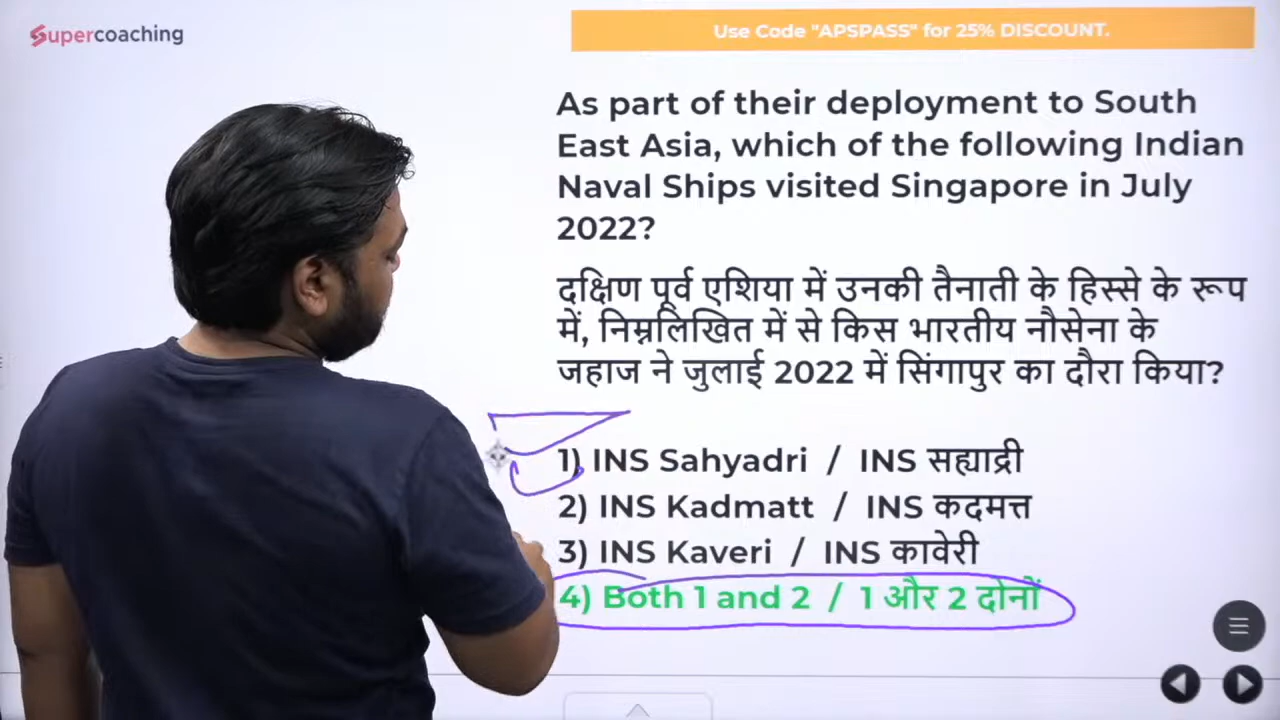 Supercoaching
Use Code "APSPASS" for 25% DISCOUNT.
As part of their deployment to South
East Asia, which of the following Indian
Naval Ships visited Singapore in July
2022?
दक्षिण पूर्व एशिया में उनकी तैनाती के हिस्से के रूप
में, निम्नलिखित में से किस भारतीय नौसेना के
जहाज ने जुलाई 2022 में सिंगापुर का दौरा किया?
1) INS Sahyadri / INS सह्याद्री
2) INS Kadmatt / INS कदमत्त
3) INS Kaveri / INS कावेरी
4) Both 1 and 2 / 1 और 2 दोनों